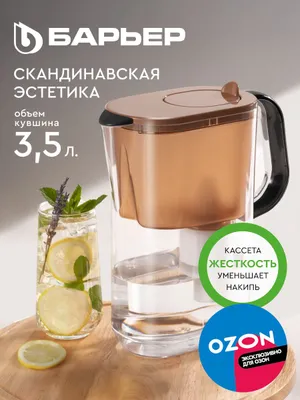 БАРЬЕР
СКАНДИНАВСКАЯ
ЭСТЕТИКА
объем
кувшина
3,5 л.
КАССЕТА
ЖЕСТКОСТЬ
УМЕНЬШАЕТ
НАКИПЬ
OZON
ЭКСКЛЮЗИВНО
ДЛЯ OZON